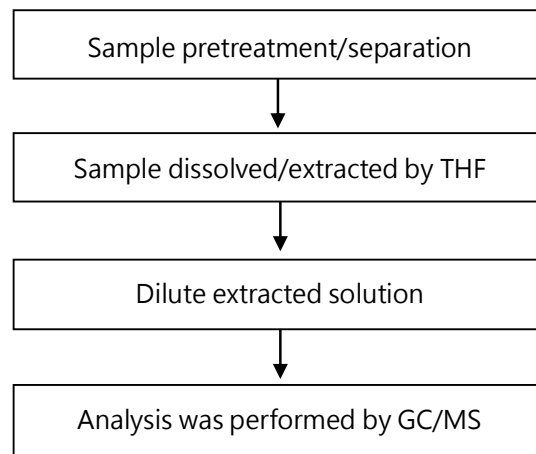 Sample pretreatment/separation
Sample dissolved/extracted by THF
Dilute extracted solution
Analysis was performed by GC/MS